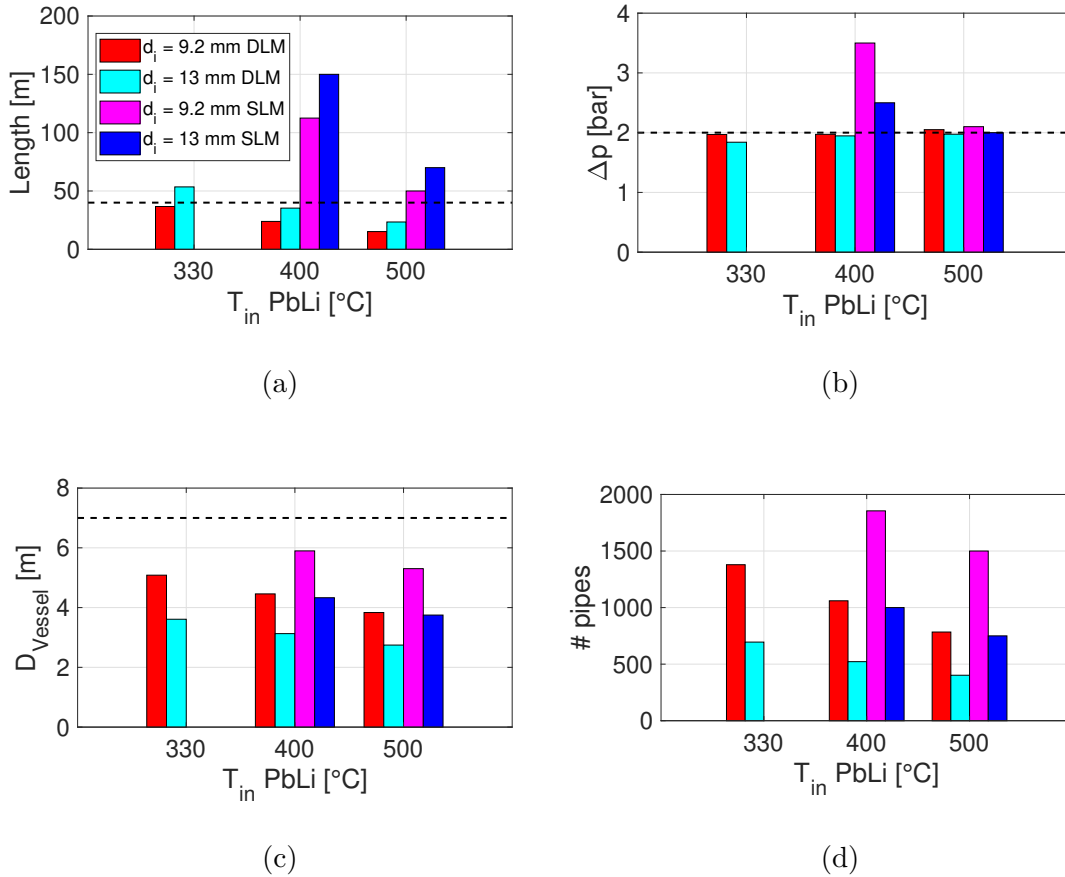 200
150
100
50
0
Length [m]
d_i = 9.2 mm DLM
d_i = 13 mm DLM
d_i = 9.2 mm SLM
d_i = 13 mm SLM
330 400 500
T_in PbLi [°C]
(a)
4
3
2
1
0
Δp [bar]
330 400 500
T_in PbLi [°C]
(b)
8
6
4
2
0
D_Vessel [m]
330 400 500
T_in PbLi [°C]
(c)
2000
1500
1000
500
0
# pipes
330 400 500
T_in PbLi [°C]
(d)